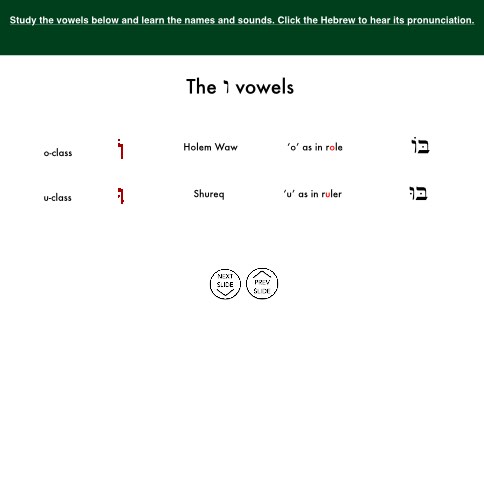 Study the vowels below and learn the names and sounds. Click the Hebrew to hear its pronunciation.
The ו vowels
o-class וֹ Holem Waw ‘o’ as in role בּוֹ
u-class וּ Shureq ‘u’ as in ruler בּוּ
NEXT SLIDE
PREV SLIDE